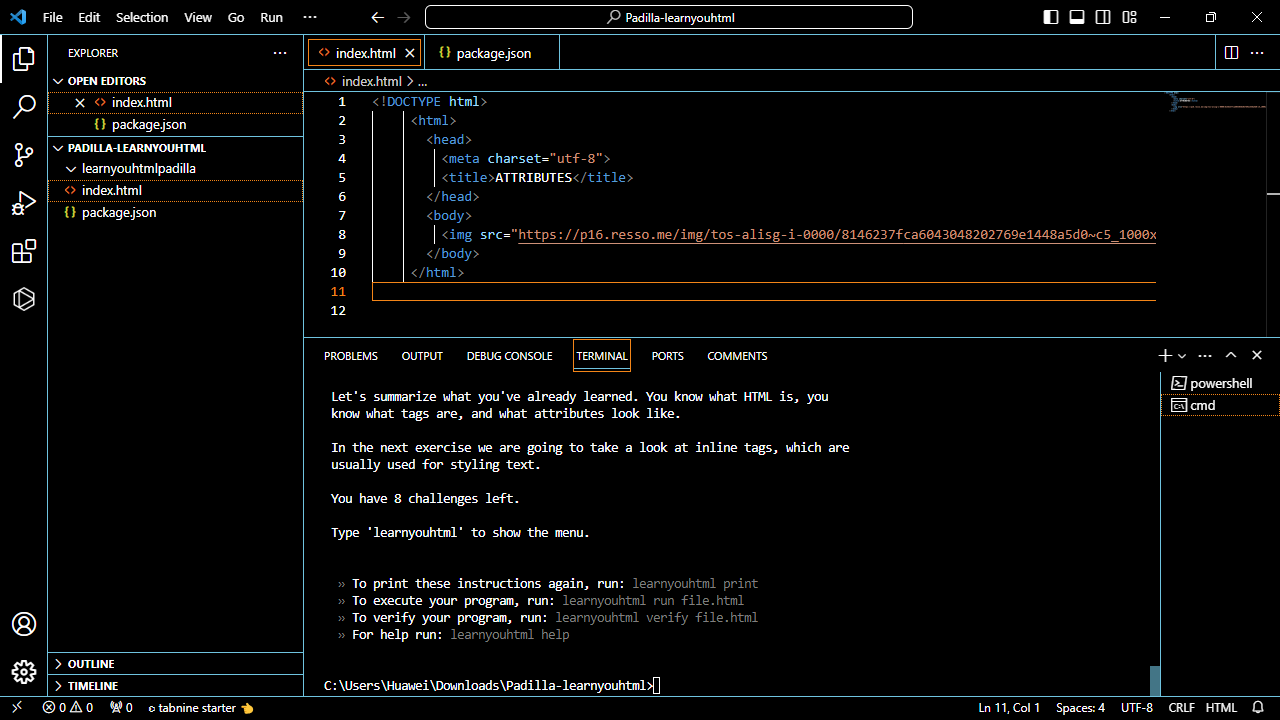 File Edit Selection View Go Run ··· Padilla-learnyouhtml
EXPLORER ···
OPEN EDITORS
index.html
package.json
PADILLA-LEARNYOUHTML
learnyouhtmlpadilla
index.html
package.json
OUTLINE
TIMELINE
index.html package.json
index.html > ...
1 <!DOCTYPE html>
2 <html>
3 <head>
4 <meta charset="utf-8">
5 <title>ATTRIBUTES</title>
6 </head>
7 <body>
8 <img src="https://p16.resso.me/img/tos-alisg-i-0000/8146237fca6043048202769e1448a5d0~c5_1000x
9 </body>
10 </html>
11
12
PROBLEMS OUTPUT DEBUG CONSOLE TERMINAL PORTS COMMENTS
powershell
cmd
Let's summarize what you've already learned. You know what HTML is, you
know what tags are, and what attributes look like.
In the next exercise we are going to take a look at inline tags, which are
usually used for styling text.
You have 8 challenges left.
Type 'learnyouhtml' to show the menu.
» To print these instructions again, run: learnyouhtml print
» To execute your program, run: learnyouhtml run file.html
» To verify your program, run: learnyouhtml verify file.html
» For help run: learnyouhtml help
C:\Users\Huawei\Downloads\Padilla-learnyouhtml>
0 0 0 tabnine starter 👈 Ln 11, Col 1 Spaces: 4 UTF-8 CRLF HTML